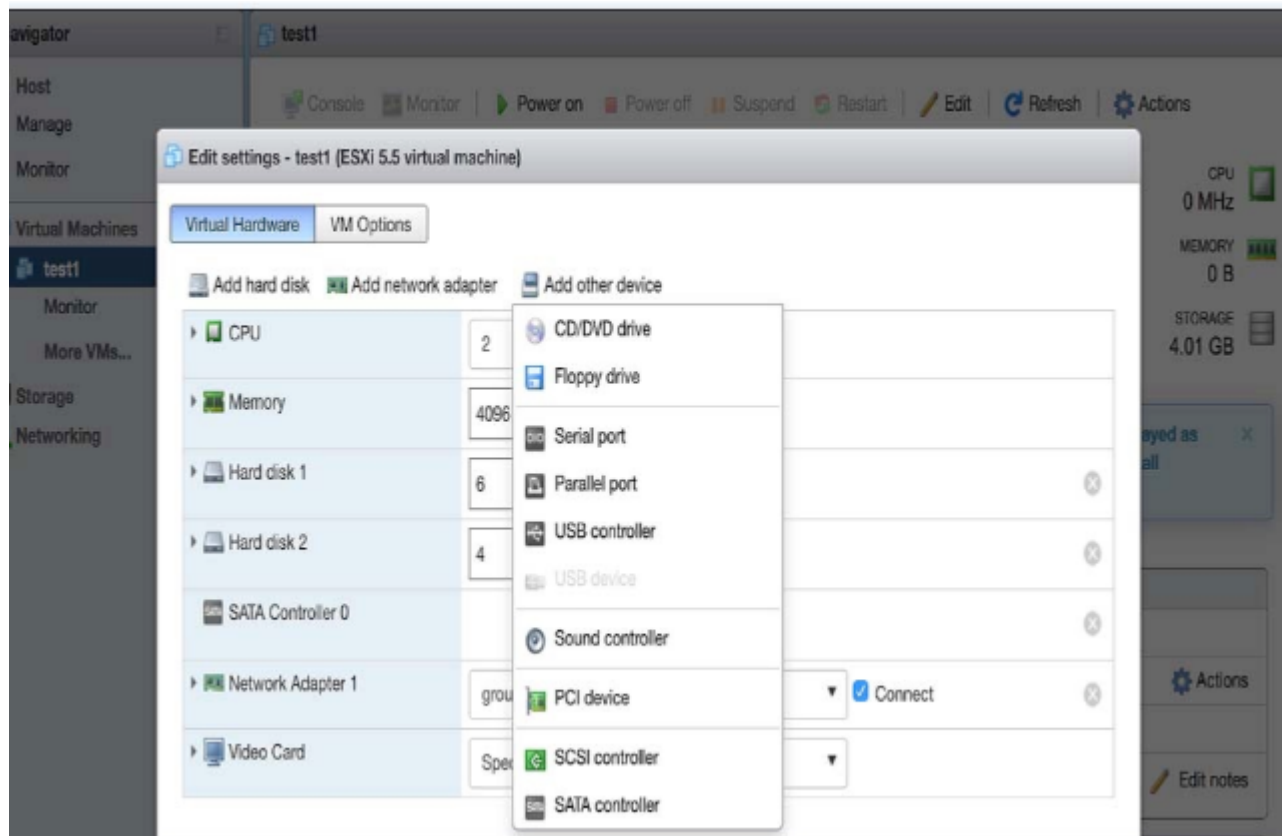 avigator
test1
Host
Manage
Monitor
Virtual Machines
test1
Monitor
More VMs...
Storage
Networking
Console Monitor Power on Power off Suspend Restart Edit Refresh Actions
CPU
0 MHz
MEMORY
0 B
STORAGE
4.01 GB
ayed as
all
Actions
Edit notes
Edit settings - test1 (ESXi 5.5 virtual machine)
Virtual Hardware VM Options
Add hard disk Add network adapter Add other device
CPU 2
Memory 4096
Hard disk 1 6
Hard disk 2 4
SATA Controller 0
Network Adapter 1 grou Connect
Video Card Spec
CD/DVD drive
Floppy drive
Serial port
Parallel port
USB controller
USB device
Sound controller
PCI device
SCSI controller
SATA controller